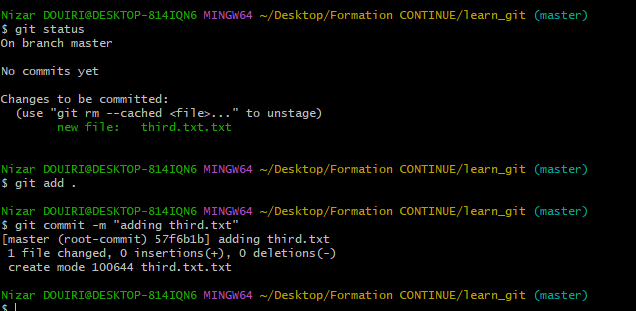 Nizar DOUIRI@DESKTOP-814IQN6 MINGW64 ~/Desktop/Formation CONTINUE/learn_git (master)
$ git status
On branch master
No commits yet
Changes to be committed:
(use "git rm --cached <file>..." to unstage)
new file: third.txt.txt
Nizar DOUIRI@DESKTOP-814IQN6 MINGW64 ~/Desktop/Formation CONTINUE/learn_git (master)
$ git add .
Nizar DOUIRI@DESKTOP-814IQN6 MINGW64 ~/Desktop/Formation CONTINUE/learn_git (master)
$ git commit -m "adding third.txt"
[master (root-commit) 57f6b1b] adding third.txt
1 file changed, 0 insertions(+), 0 deletions(-)
create mode 100644 third.txt.txt
Nizar DOUIRI@DESKTOP-814IQN6 MINGW64 ~/Desktop/Formation CONTINUE/learn_git (master)
$